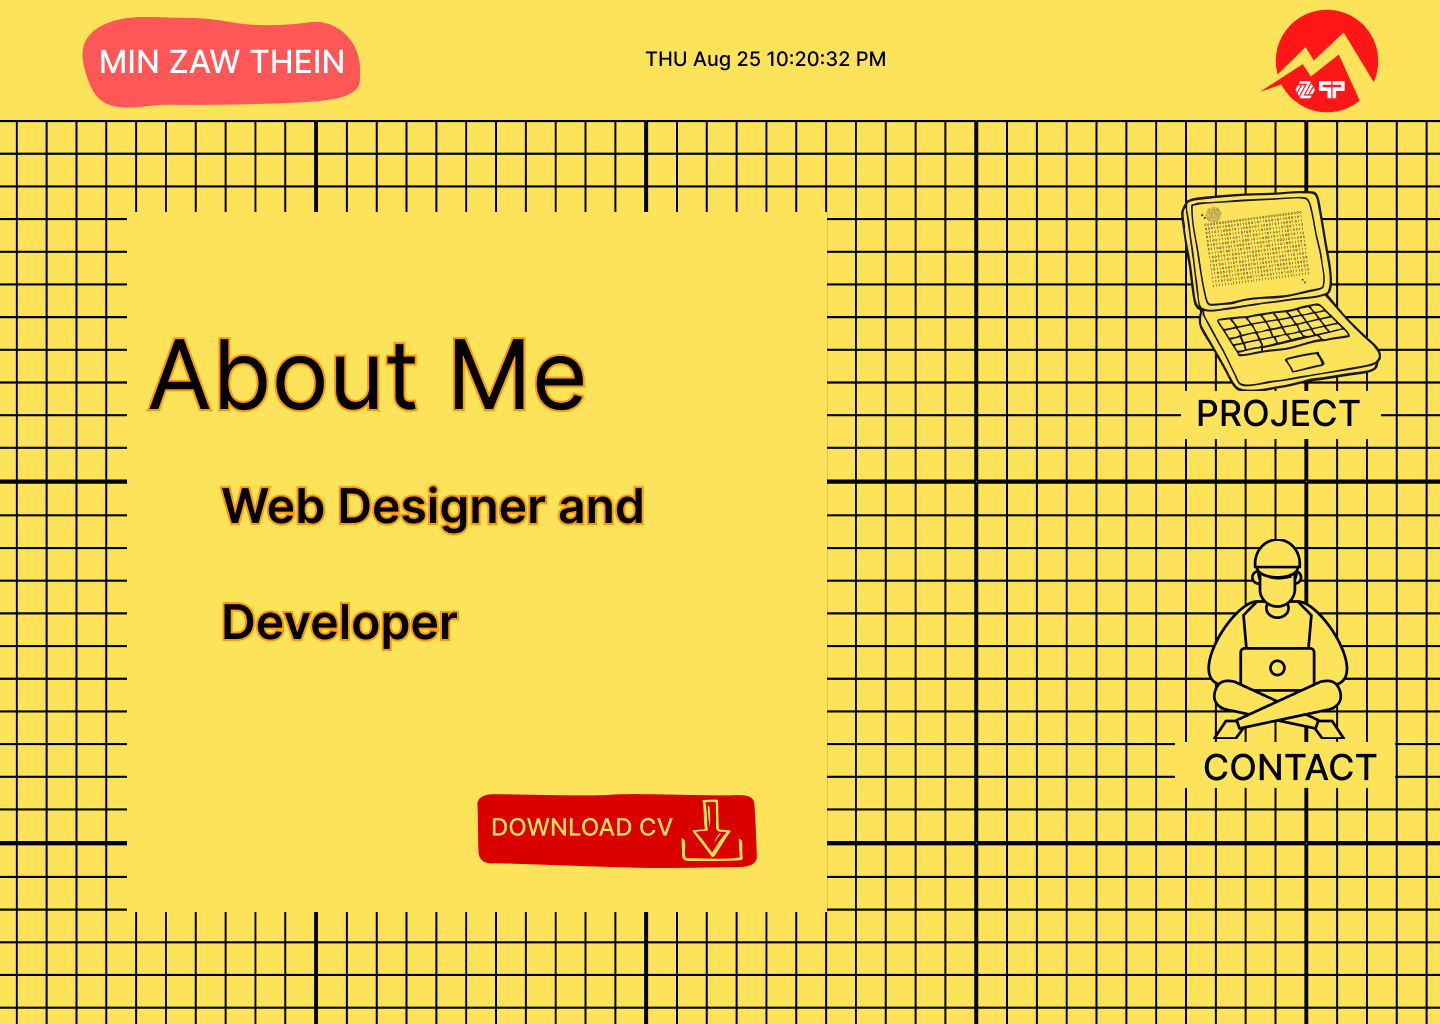 MIN ZAW THEIN
THU Aug 25 10:20:32 PM
About Me
Web Designer and
Developer
DOWNLOAD CV
PROJECT
CONTACT